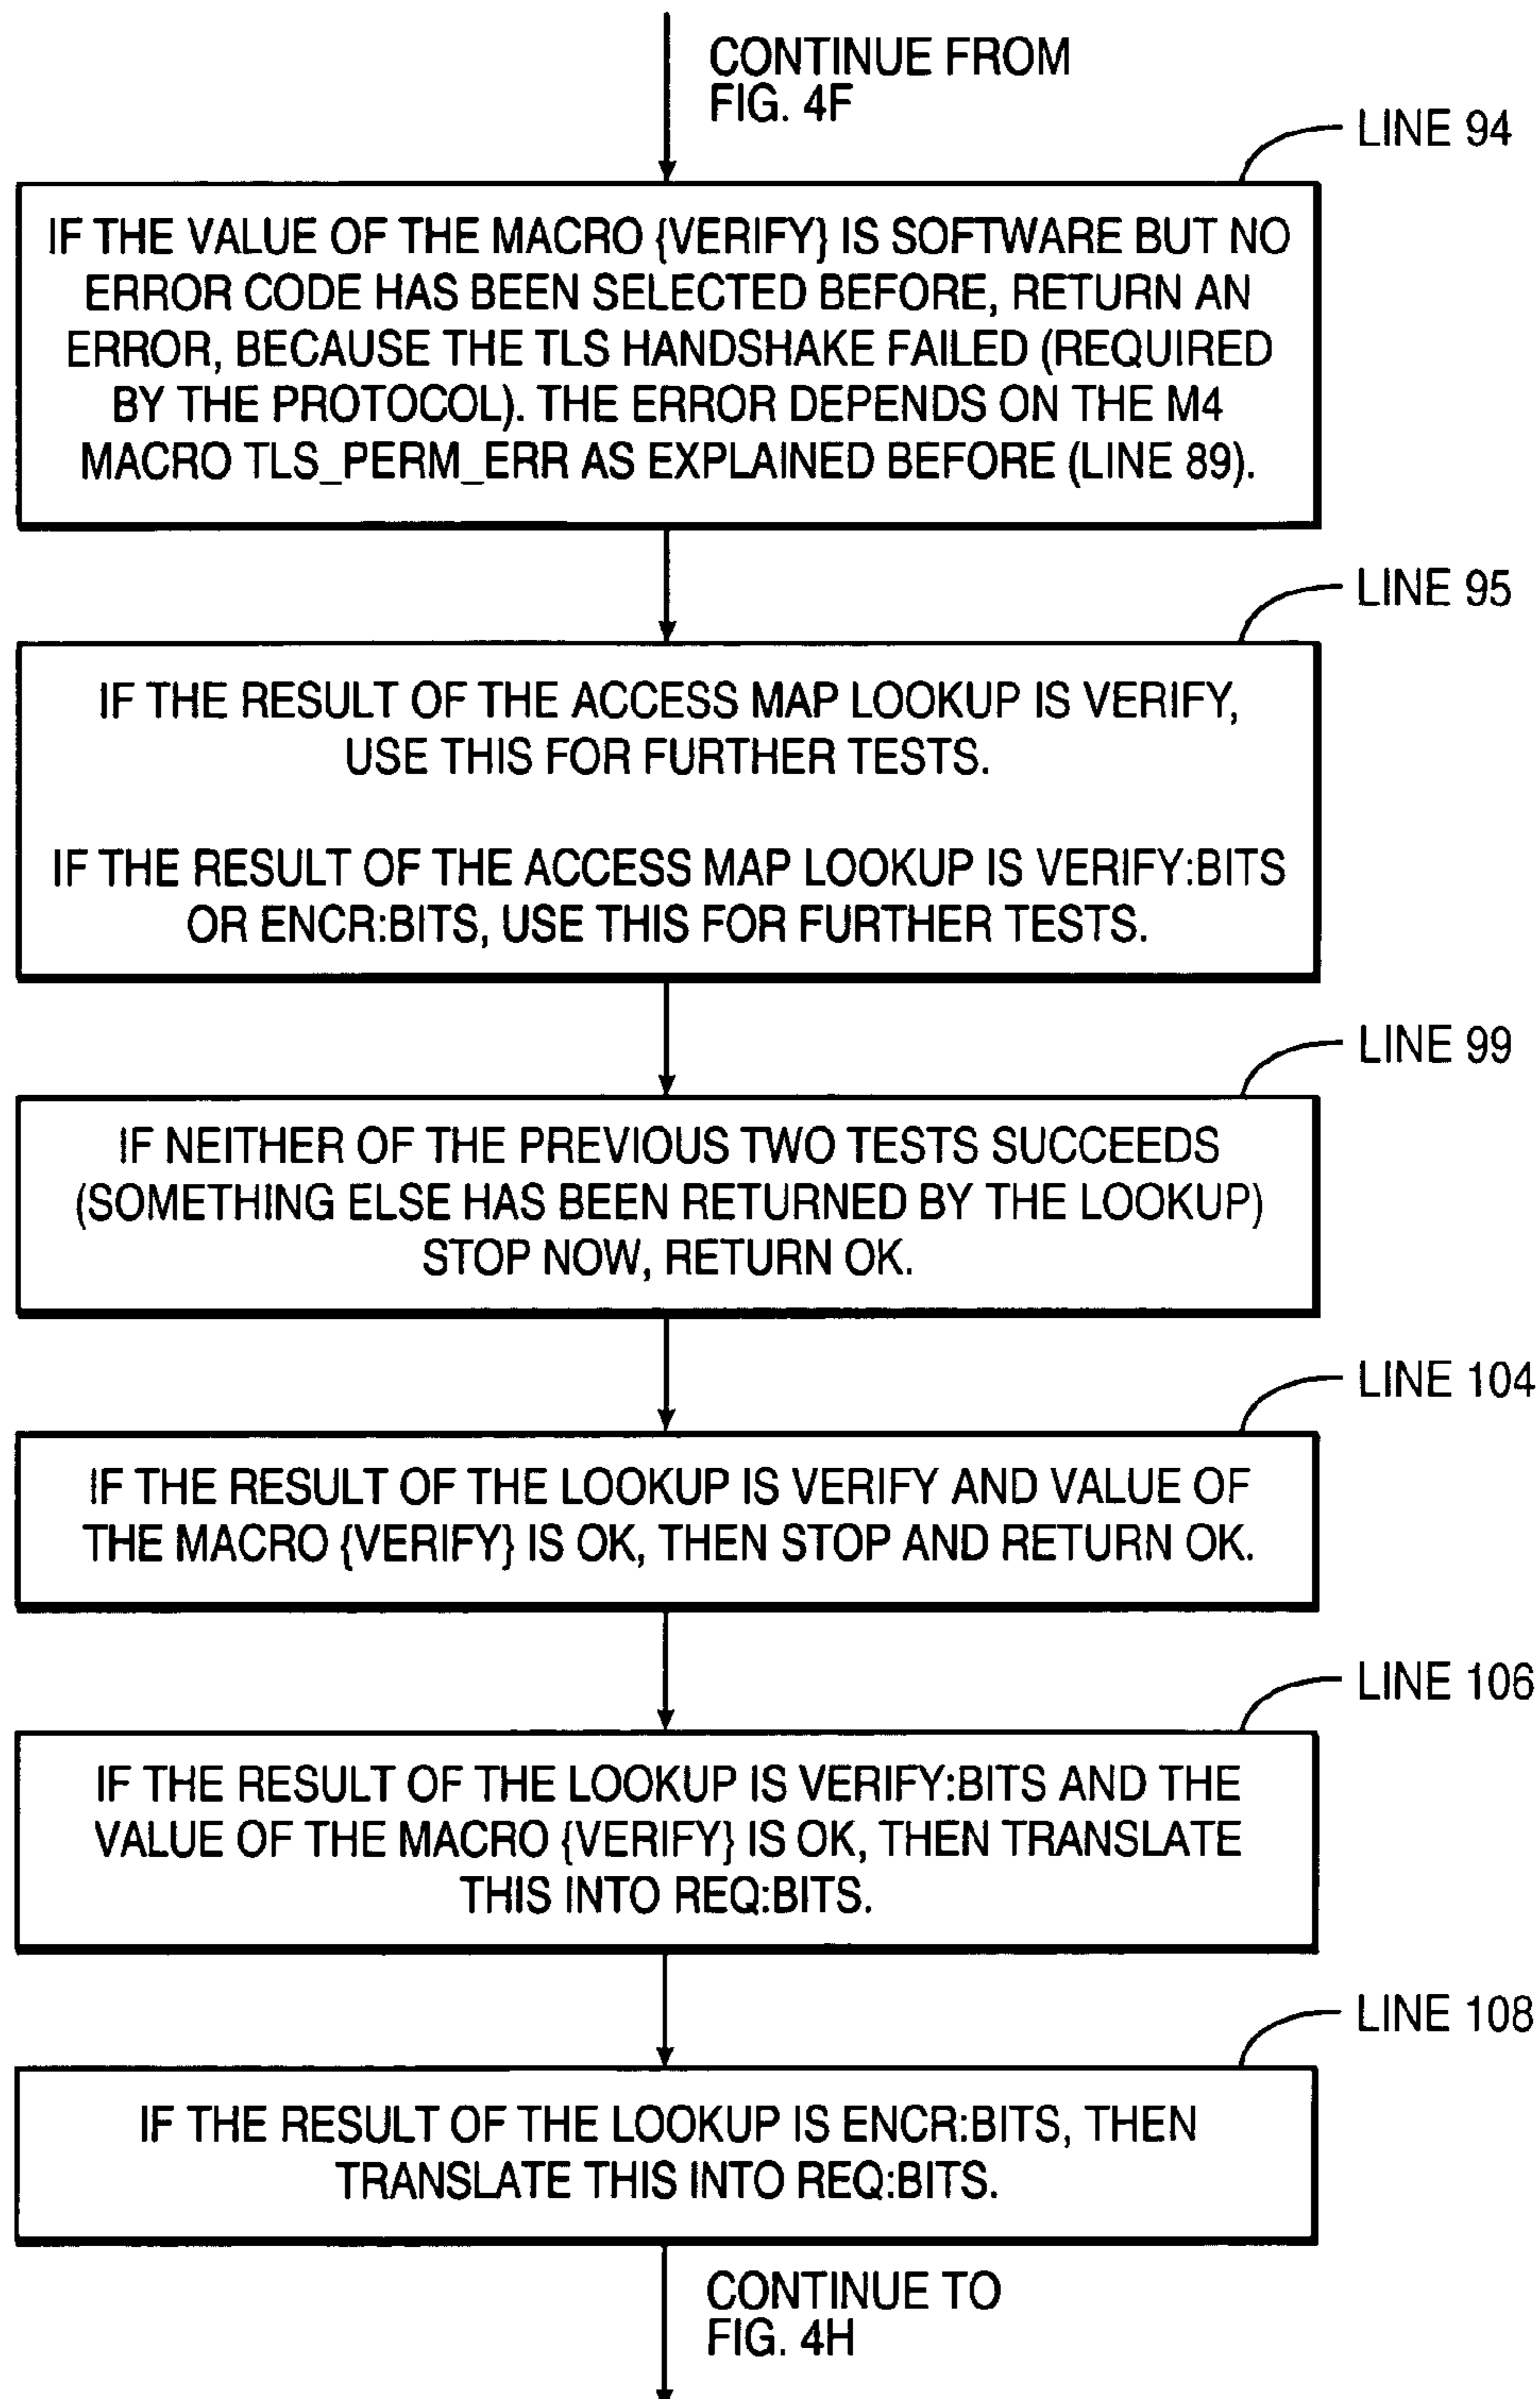 CONTINUE FROM
FIG. 4F
LINE 94
IF THE VALUE OF THE MACRO {VERIFY} IS SOFTWARE BUT NO
ERROR CODE HAS BEEN SELECTED BEFORE, RETURN AN
ERROR, BECAUSE THE TLS HANDSHAKE FAILED (REQUIRED
BY THE PROTOCOL). THE ERROR DEPENDS ON THE M4
MACRO TLS_PERM_ERR AS EXPLAINED BEFORE (LINE 89).
LINE 95
IF THE RESULT OF THE ACCESS MAP LOOKUP IS VERIFY,
USE THIS FOR FURTHER TESTS.
IF THE RESULT OF THE ACCESS MAP LOOKUP IS VERIFY:BITS
OR ENCR:BITS, USE THIS FOR FURTHER TESTS.
LINE 99
IF NEITHER OF THE PREVIOUS TWO TESTS SUCCEEDS
(SOMETHING ELSE HAS BEEN RETURNED BY THE LOOKUP)
STOP NOW, RETURN OK.
LINE 104
IF THE RESULT OF THE LOOKUP IS VERIFY AND VALUE OF
THE MACRO {VERIFY} IS OK, THEN STOP AND RETURN OK.
LINE 106
IF THE RESULT OF THE LOOKUP IS VERIFY:BITS AND THE
VALUE OF THE MACRO {VERIFY} IS OK, THEN TRANSLATE
THIS INTO REQ:BITS.
LINE 108
IF THE RESULT OF THE LOOKUP IS ENCR:BITS, THEN
TRANSLATE THIS INTO REQ:BITS.
CONTINUE TO
FIG. 4H